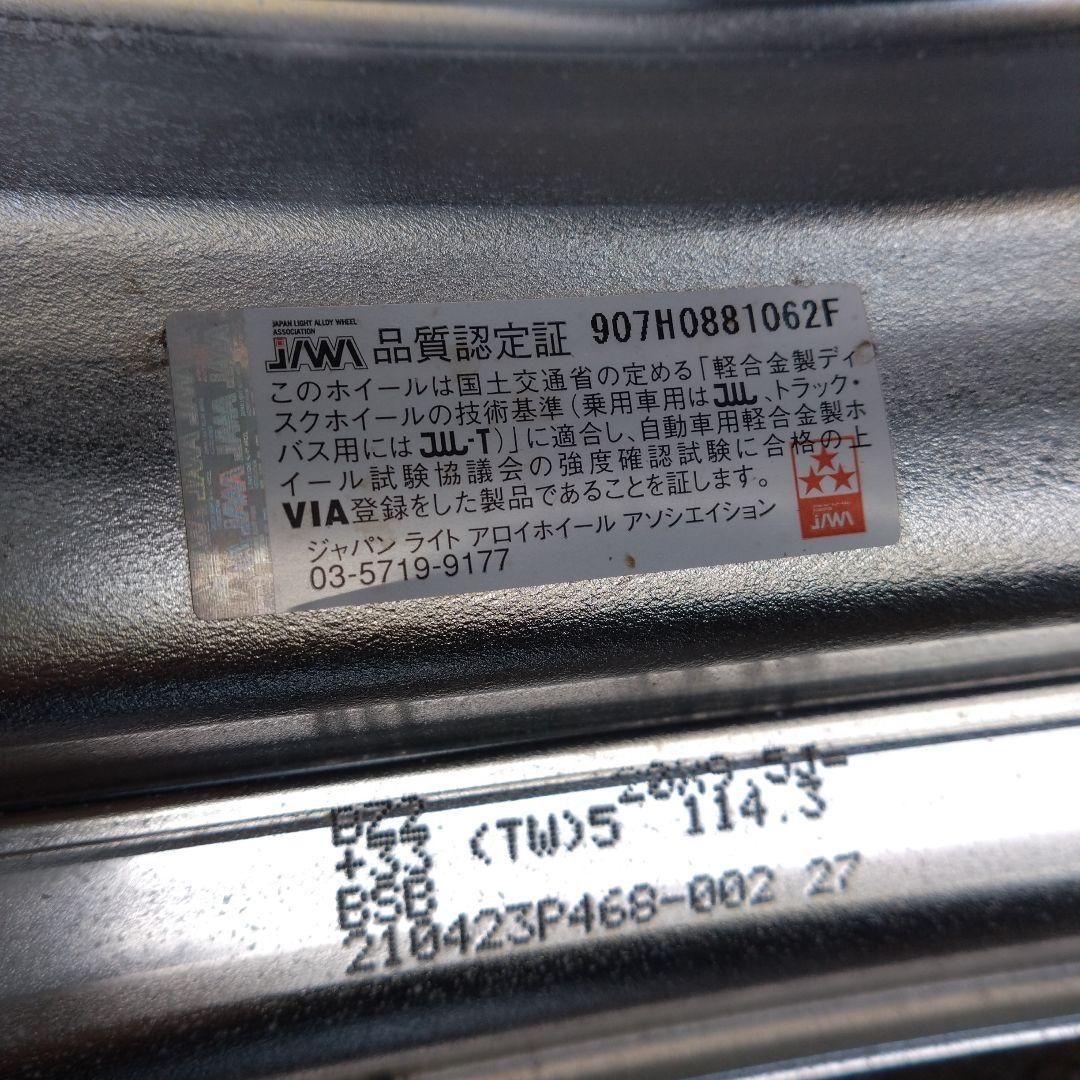 JAPAN LIGHT ALLOY WHEEL
ASSOCIATION
JAWA 品質認定証 907H0881062F
このホイールは国土交通省の定める「軽合金製ディ
スクホイールの技術基準(乗用車用はJWL、トラック・
バス用にはJWL-T)」に適合し、自動車用軽合金製ホ
イール試験協議会の強度確認試験に合格の上
VIA登録をした製品であることを証します。
ジャパン ライト アロイホイール アソシエイション
03-5719-9177
JAWA
BZZ 20X9.5J-
+33 (TW)5 114.3
BSB
210423P468-002 27